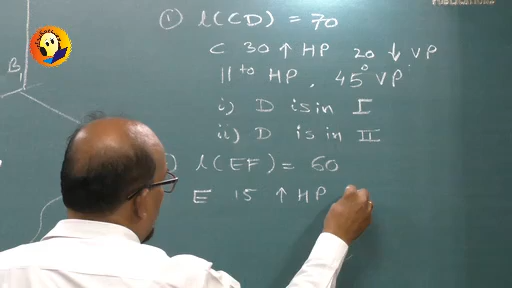 ① l(CD) = 70
C 30 ↑ HP 20 ↓ VP
11 to HP, 45° VP
i) D is in I
ii) D is in II
) l(EF) = 60
E 15 ↑ HP
B